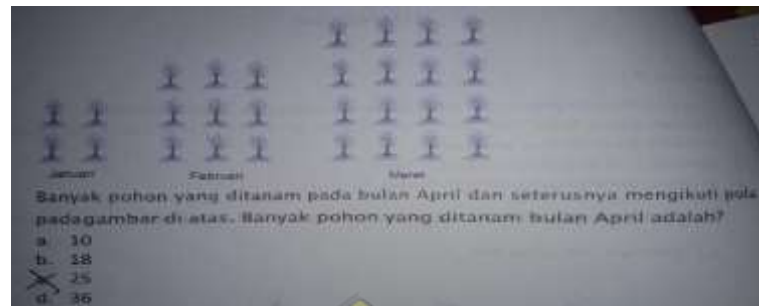 Januari Februari Maret
Banyak pohon yang ditanam pada bulan April dan seterusnya mengikuti pola
padagambar di atas. Banyak pohon yang ditanam bulan April adalah?
a. 10
b. 18
25
d. 36